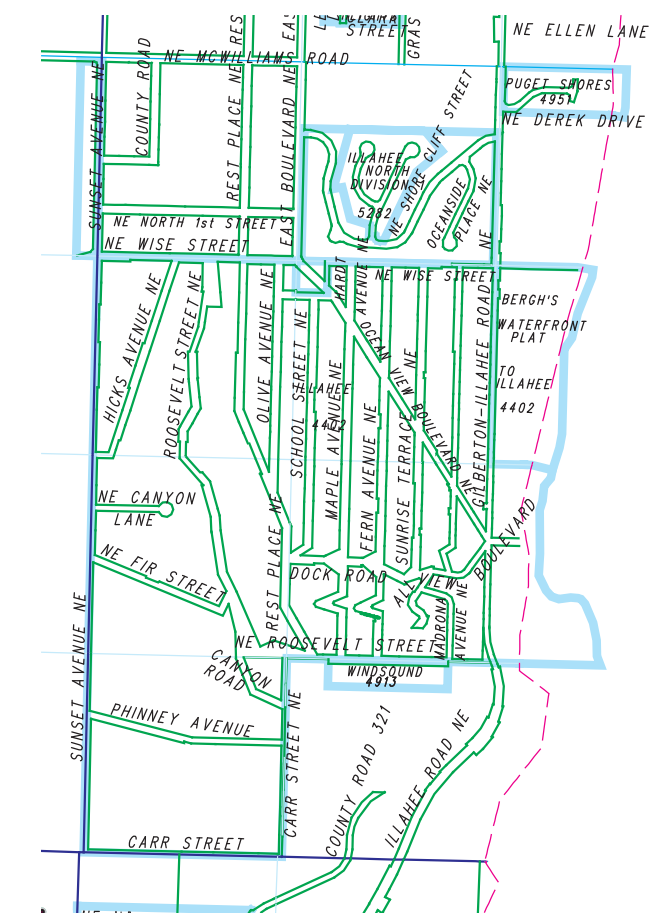 NE ELLEN LANE
STREET
GRAS
REST PLACE NE
EAST BOULEVARD NE
NE MCWILLIAMS ROAD
COUNTY ROAD
SUNSET AVENUE NE
PUGET SHORES
4951
NE DEREK DRIVE
ILLAHEE
NORTH
DIVISION 1
5282
NE SHORE CLIFF STREET
OCEANSIDE
PLACE NE
NE NORTH 1st STREET
NE WISE STREET
NE WISE STREET
HARDT
AVENUE NE
HICKS AVENUE NE
ROOSEVELT STREET NE
OLIVE AVENUE NE
SCHOOL STREET NE
ILLAHEE
4402
MAPLE AVENUE NE
FERN AVENUE NE
SUNRISE TERRACE NE
OCEAN VIEW BOULEVARD NE
GILBERTON-ILLAHEE ROAD NE
BERGH'S
WATERFRONT
PLAT
TO
ILLAHEE
4402
NE CANYON
LANE
NE FIR STREET
REST PLACE NE
DOCK ROAD
ALL VIEW
BOULEVARD
MADRONA
AVENUE NE
NE ROOSEVELT STREET
SUNSET AVENUE NE
CANYON
ROAD
WINDSOUND
4913
PHINNEY AVENUE
CARR STREET NE
COUNTY ROAD 321
ILLAHEE ROAD NE
CARR STREET